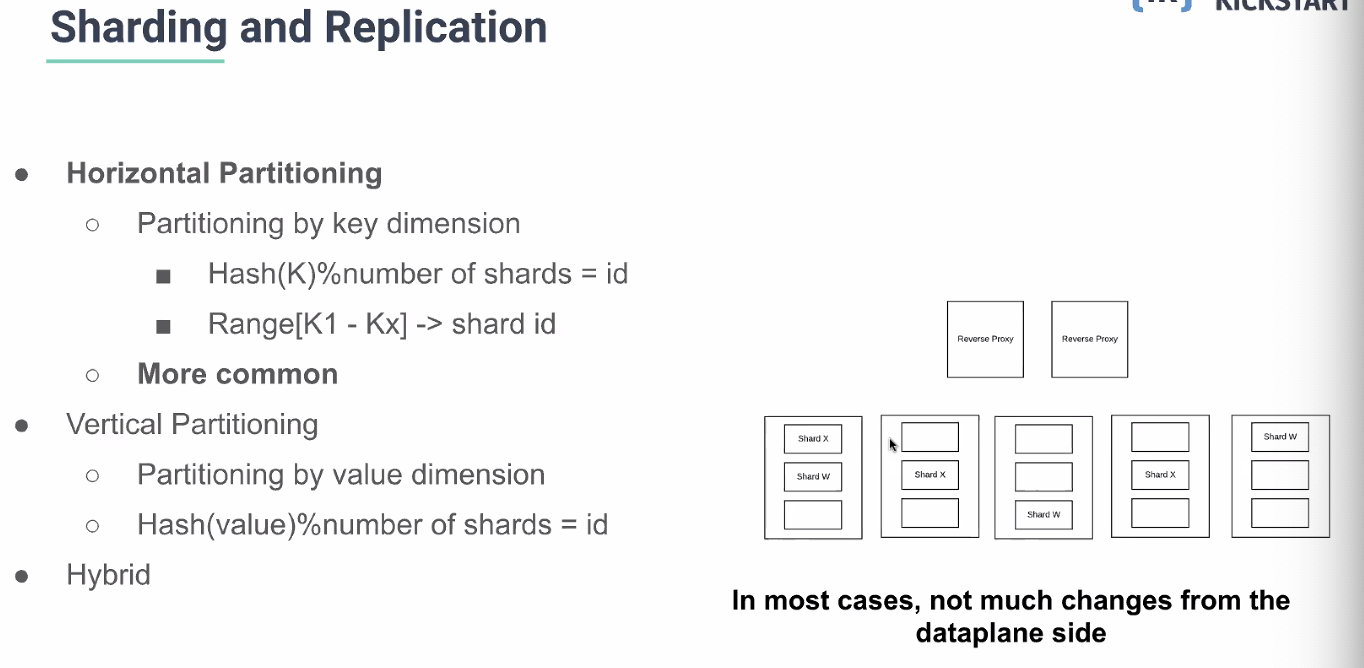 KICKSTART
Sharding and Replication
● Horizontal Partitioning
○ Partitioning by key dimension
■ Hash(K)%number of shards = id
■ Range[K1 - Kx] -> shard id
○ More common
● Vertical Partitioning
○ Partitioning by value dimension
○ Hash(value)%number of shards = id
● Hybrid
Reverse Proxy
Reverse Proxy
Shard X
Shard W
Shard X
Shard W
Shard X
Shard W
In most cases, not much changes from the
dataplane side